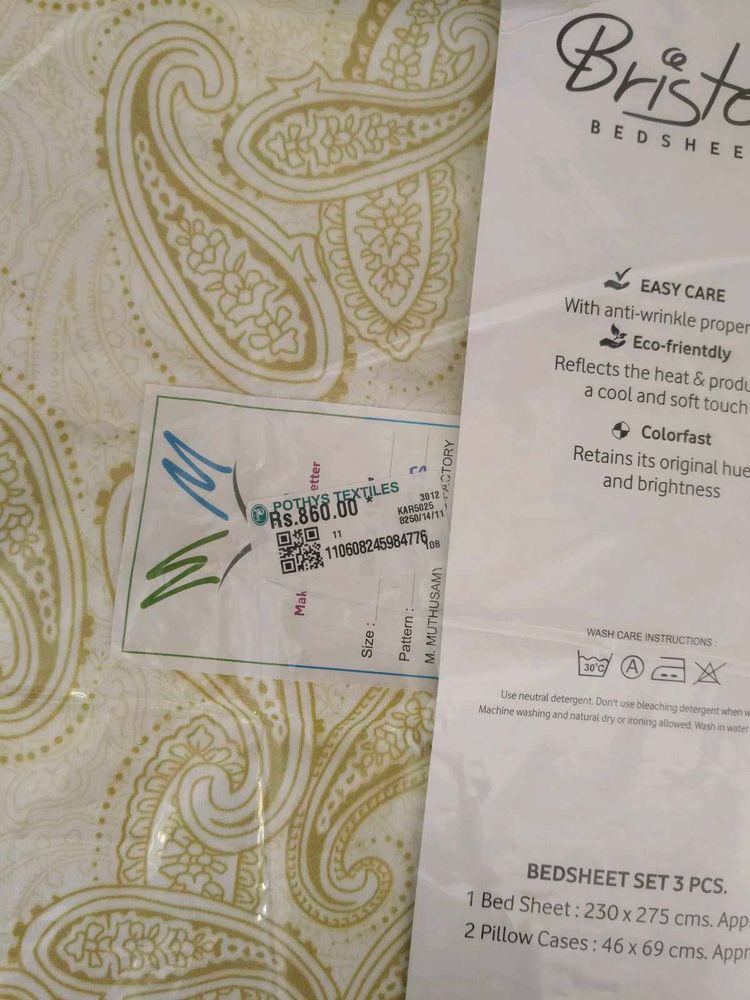 BEDSHEE
EASY CARE
With anti-wrinkle proper
Eco-frientdly
Reflects the heat & produ
a cool and soft touch
Colorfast
Retains its original hue
and brightness
POTHYS TEXTILES
Rs.860.00 *
3012
KAR5025
8250/14/11
11
110608245984776
108
Mak
etter
Size :
Pattern :
M. MUTHUSAMY
FACTORY
WASH CARE INSTRUCTIONS :
30°C A
Use neutral detergent. Don't use bleaching detergent when w
Machine washing and natural dry or ironing allowed. Wash in water
BEDSHEET SET 3 PCS.
1 Bed Sheet : 230 x 275 cms. App
2 Pillow Cases : 46 x 69 cms. Appr